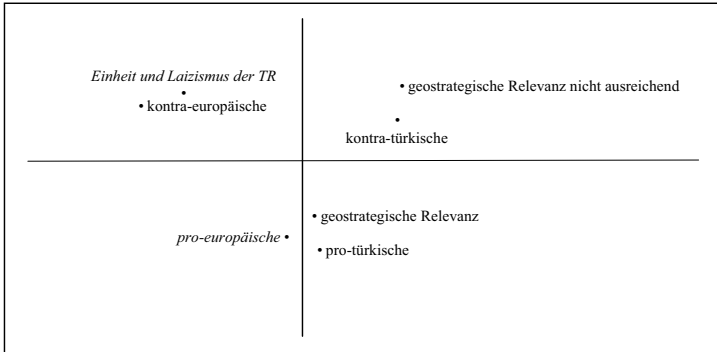 Einheit und Laizismus der TR
• geostrategische Relevanz nicht ausreichend
• kontra-europäische
kontra-türkische
• geostrategische Relevanz
pro-europäische •
• pro-türkische